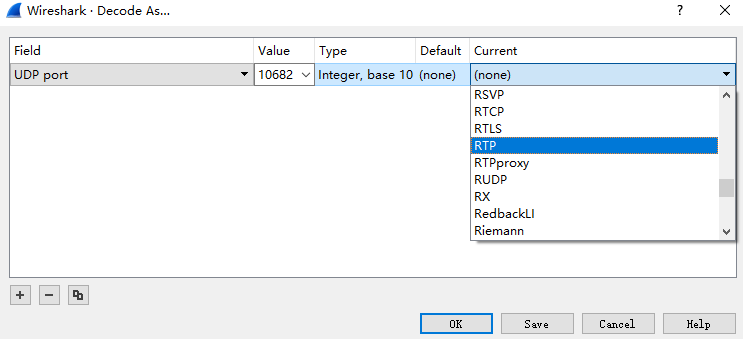 Wireshark · Decode As...
?
Field Value Type Default Current
UDP port 10682 Integer, base 10 (none) (none)
RSVP
RTCP
RTLS
RTP
RTPproxy
RUDP
RX
RedbackLI
Riemann
OK Save Cancel Help